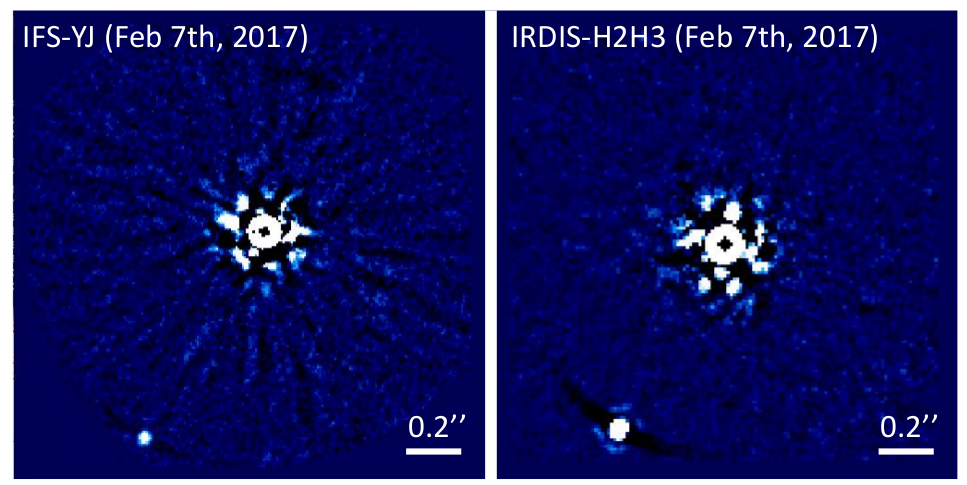 IFS-YJ (Feb 7th, 2017)
IRDIS-H2H3 (Feb 7th, 2017)
0.2’’
0.2’’